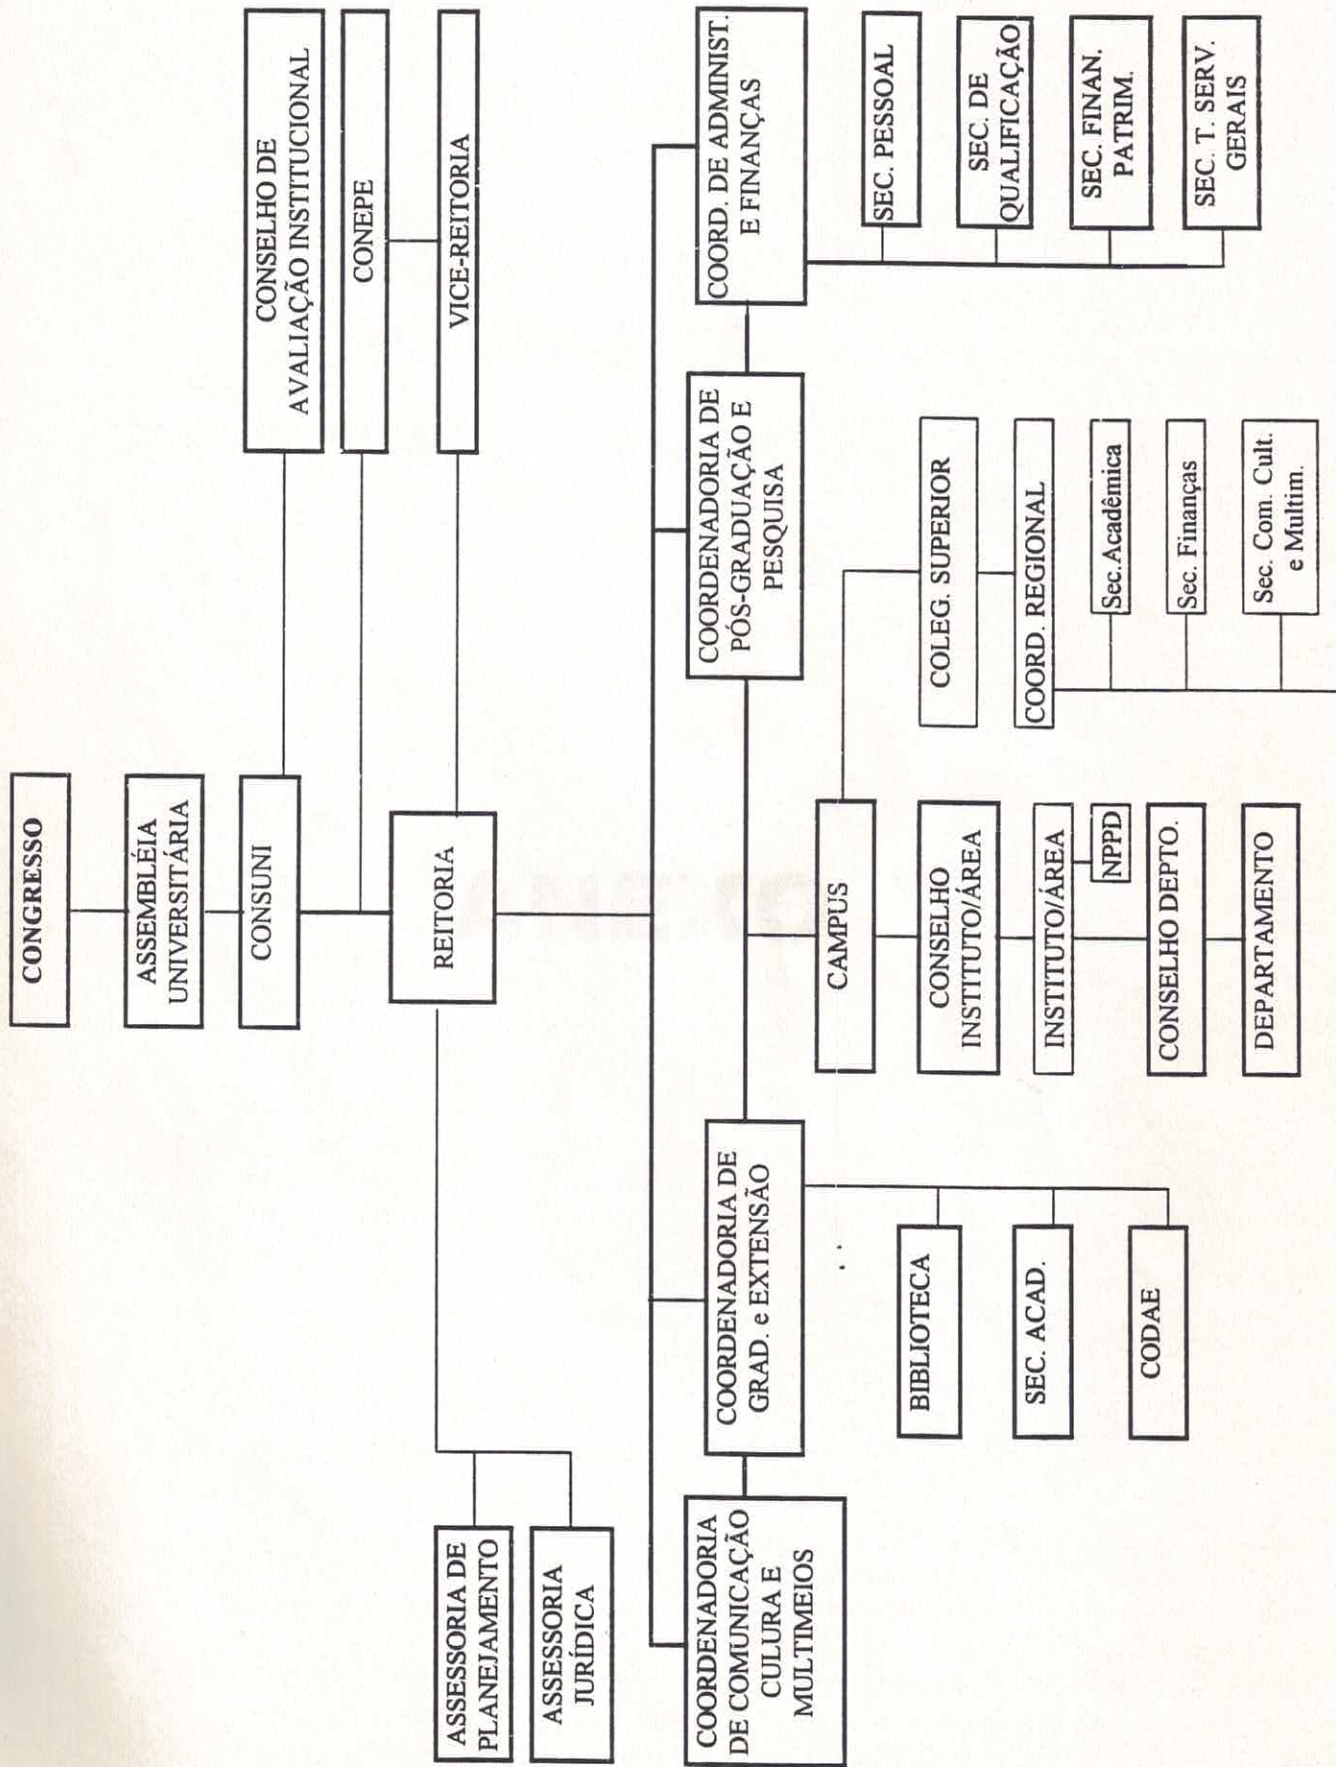 CONGRESSO
ASSEMBLÉIA
UNIVERSITÁRIA
CONSUNI
CONSELHO DE
AVALIAÇÃO INSTITUCIONAL
CONEPE
VICE-REITORIA
REITORIA
ASSESSORIA DE
PLANEJAMENTO
ASSESSORIA
JURÍDICA
COORDENADORIA
DE COMUNICAÇÃO
CULURA E
MULTIMEIOS
COORDENADORIA DE
GRAD. e EXTENSÃO
COORDENADORIA DE
PÓS-GRADUAÇÃO E
PESQUISA
COORD. DE ADMINIST.
E FINANÇAS
BIBLIOTECA
SEC. ACAD.
CODAE
CAMPUS
CONSELHO
INSTITUTO/ÁREA
INSTITUTO/ÁREA
NPPD
CONSELHO DEPTO.
DEPARTAMENTO
COLEG. SUPERIOR
COORD. REGIONAL
Sec.Acadêmica
Sec. Finanças
Sec. Com. Cult.
e Multim.
SEC. PESSOAL
SEC. DE
QUALIFICAÇÃO
SEC. FINAN.
PATRIM.
SEC. T. SERV.
GERAIS